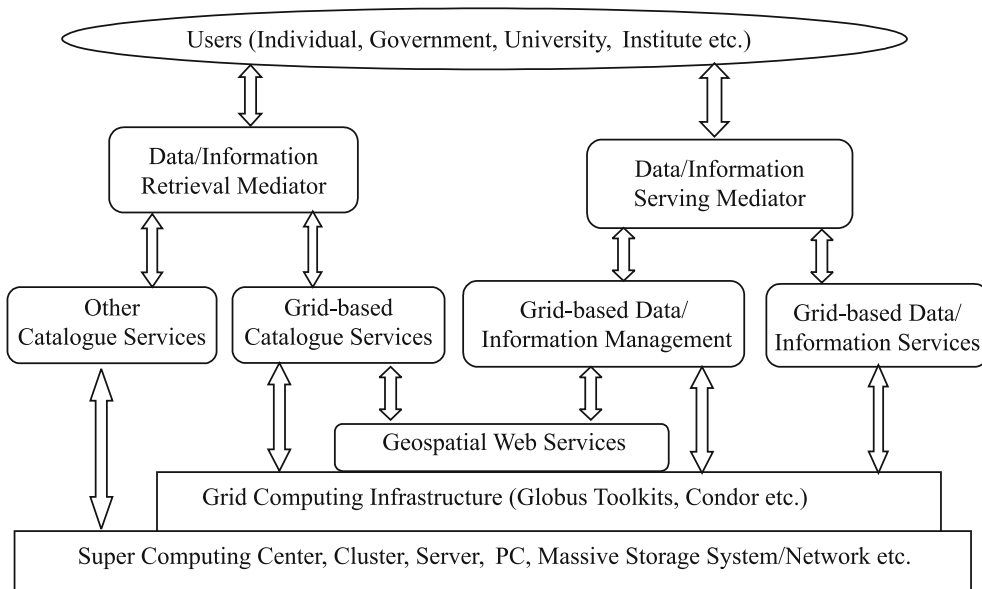 Users (Individual, Government, University, Institute etc.)
Data/Information
Retrieval Mediator
Data/Information
Serving Mediator
Other
Catalogue Services
Grid-based
Catalogue Services
Grid-based Data/
Information Management
Grid-based Data/
Information Services
Geospatial Web Services
Grid Computing Infrastructure (Globus Toolkits, Condor etc.)
Super Computing Center, Cluster, Server, PC, Massive Storage System/Network etc.